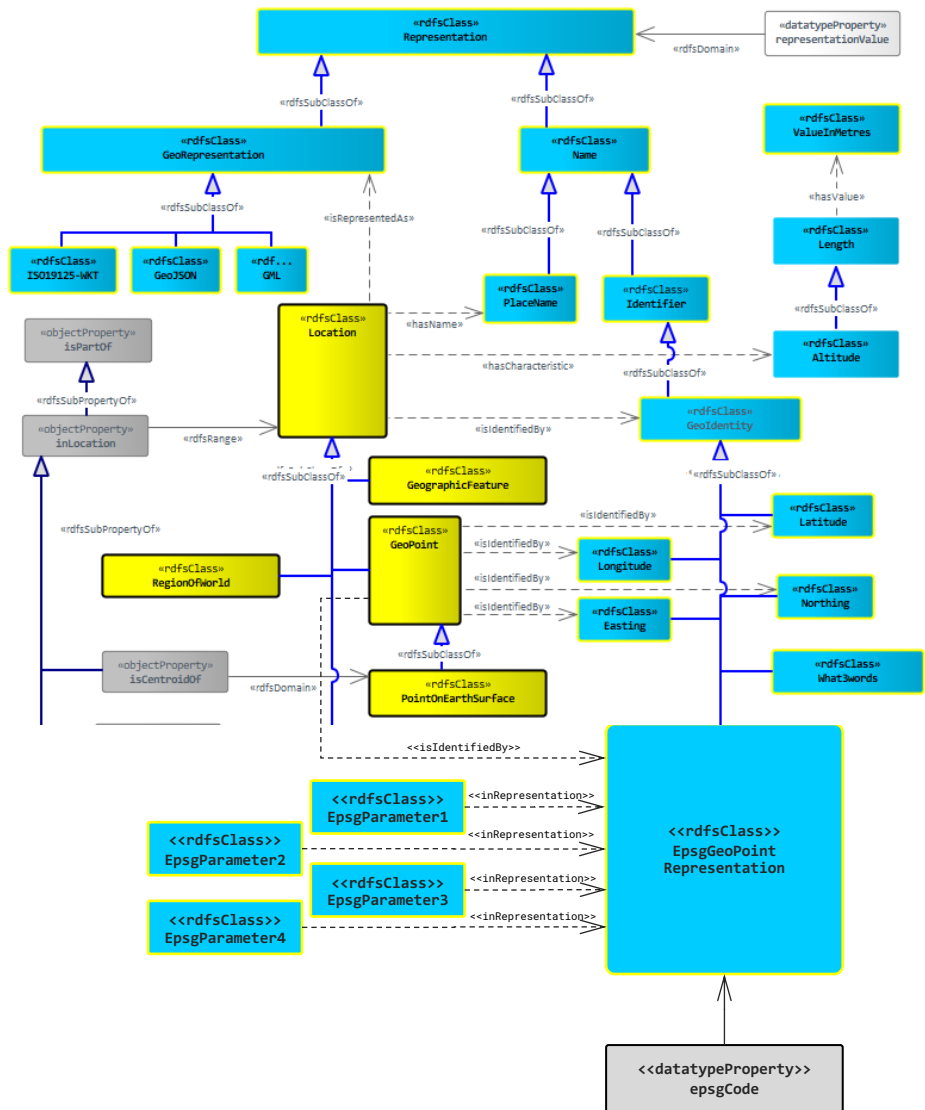 «rdfsClass»
Representation
«datatypeProperty»
representationValue
«rdfsDomain»
«rdfsSubClassOf»
«rdfsSubClassOf»
«rdfsClass»
ValueInMetres
«rdfsClass»
GeoRepresentation
«rdfsClass»
Name
«hasValue»
«rdfsSubClassOf»
«isRepresentedAs»
«rdfsSubClassOf»
«rdfsSubClassOf»
«rdfsClass»
Length
«rdfsClass»
ISO19125-WKT
«rdfsClass»
GeoJSON
«rdf...
GML
«rdfsClass»
PlaceName
«rdfsClass»
Identifier
«rdfsSubClassOf»
«rdfsClass»
Location
«hasName»
«objectProperty»
isPartOf
«rdfsClass»
Altitude
«hasCharacteristic»
«rdfsSubClassOf»
«rdfsSubPropertyOf»
«objectProperty»
inLocation
«rdfsRange»
«isIdentifiedBy»
«rdfsClass»
GeoIdentity
«rdfsSubClassOf»
«rdfsClass»
GeographicFeature
«rdfsSubClassOf»
«rdfsSubPropertyOf»
«rdfsClass»
GeoPoint
«isIdentifiedBy»
«rdfsClass»
Latitude
«isIdentifiedBy»
«rdfsClass»
Longitude
«rdfsClass»
RegionOfWorld
«isIdentifiedBy»
«rdfsClass»
Northing
«isIdentifiedBy»
«rdfsClass»
Easting
«rdfsSubClassOf»
«objectProperty»
isCentroidOf
«rdfsDomain»
«rdfsClass»
PointOnEarthSurface
«rdfsClass»
What3words
<<isIdentifiedBy>>
<<rdfsClass>>
EpsgParameter1
<<inRepresentation>>
<<rdfsClass>>
EpsgParameter2
<<inRepresentation>>
<<rdfsClass>>
EpsgGeoPoint
Representation
<<rdfsClass>>
EpsgParameter3
<<inRepresentation>>
<<rdfsClass>>
EpsgParameter4
<<inRepresentation>>
<<datatypeProperty>>
epsgCode